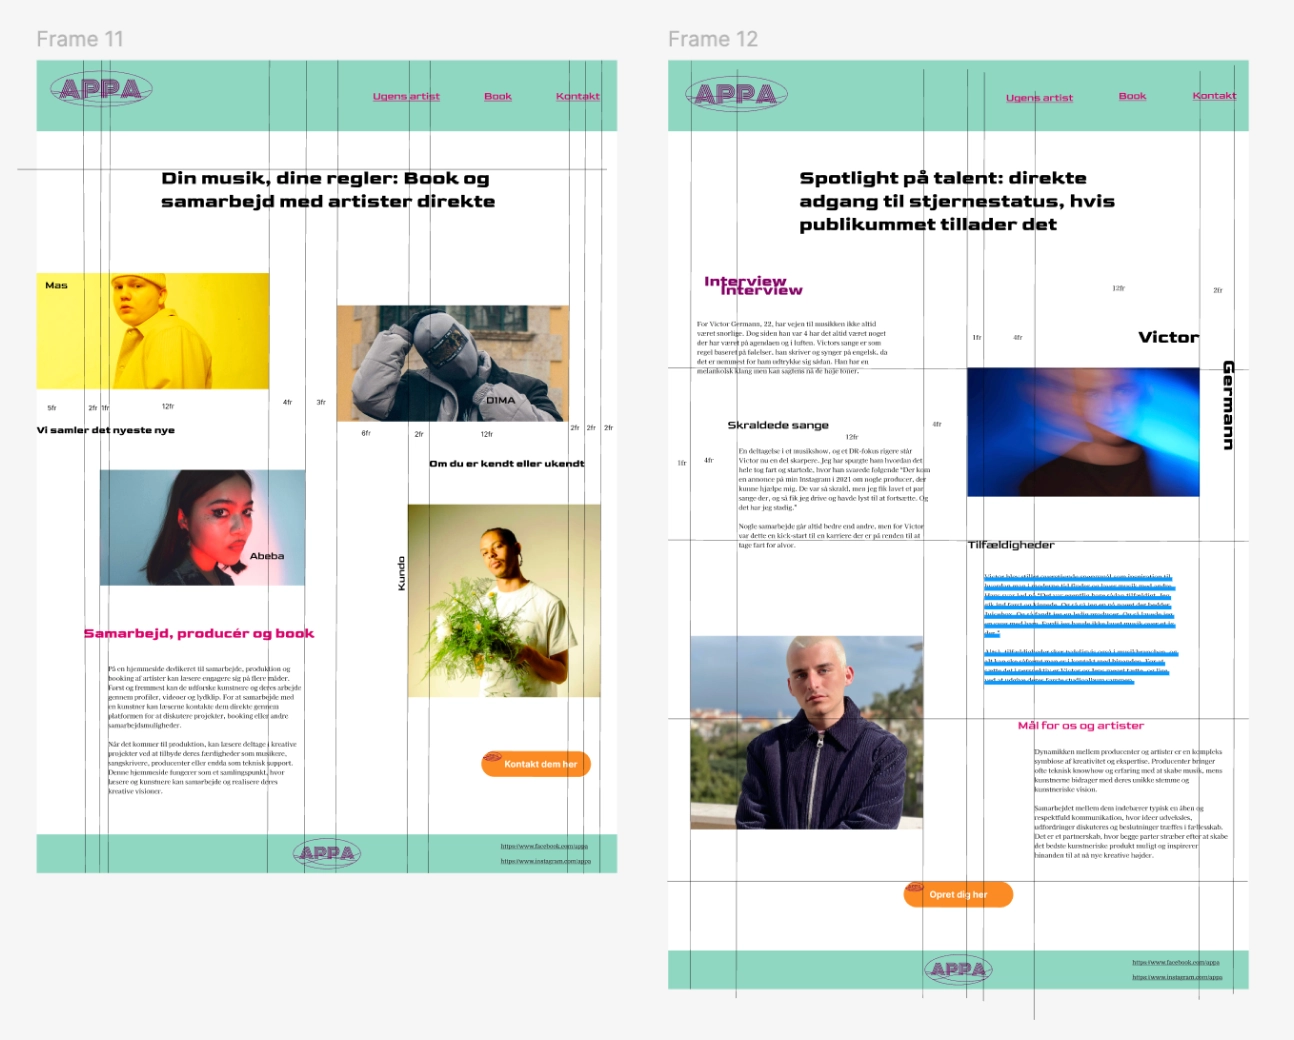 Frame 11
APPA
Ugens artist
Book
Kontakt
Din musik, dine regler: Book og
samarbejd med artister direkte
Mas
D1MA
5fr
2fr
1fr
12fr
4fr
3fr
6fr
2fr
12fr
2fr
2fr
2fr
Vi samler det nyeste nye
Om du er kendt eller ukendt
Abeba
Kundo
Samarbejd, producér og book
På en hjemmeside dedikeret til samarbejde, produktion og
booking af artister kan læsere engagere sig på flere måder.
Først og fremmest kan de udforske kunstnere og deres arbejde
gennem profiler, videoer og lydklip. For at samarbejde med
en kunstner kan læserne kontakte dem direkte gennem
platformen for at diskutere projekter, booking eller andre
samarbejdsmuligheder.
Når det kommer til produktion, kan læsere deltage i kreative
projekter ved at tilbyde deres færdigheder som musikere,
sangskrivere, producenter eller endda som teknisk support.
Denne hjemmeside fungerer som et samlingspunkt, hvor
læsere og kunstnere kan samarbejde og realisere deres
kreative visioner.
Kontakt dem her
APPA
https://www.facebook.com/appa
https://www.instagram.com/appa
Frame 12
APPA
Ugens artist
Book
Kontakt
Spotlight på talent: direkte
adgang til stjernestatus, hvis
publikummet tillader det
Interview
Interview
12fr
2fr
For Victor Germann, 22, har vejen til musikken ikke altid
været snorlige. Dog siden han var 4 har det altid været noget
der har været på agendaen og i luften. Victors sange er som
regel baseret på følelser, han skriver og synger på engelsk, da
det er nemmest for ham udtrykke sig sådan. Han har en
melankolsk klang men kan sagtens nå de høje toner.
1fr
4fr
Victor
Germann
Skraldede sange
12fr
4fr
1fr
4fr
En deltagelse i et musikshow, og et DR-fokus rigere står
Victor nu en del skarpere. Jeg har spurgte ham hvordan det
hele tog fart og startede, hvor han svarede følgende "Der kom
en annonce på min Instagram i 2021 om nogle producer, der
kunne hjælpe mig. De var så skrald, men jeg fik lavet et par
sange der, og så fik jeg drive og havde lyst til at fortsætte. Og
det har jeg stadig."
Nogle samarbejde går altid bedre end andre, men for Victor
var dette en kick-start til en karriere der er på renden til at
tage fart for alvor.
Tilfældigheder
Mål for os og artister
Dynamikken mellem producenter og artister er en kompleks
symbiose af kreativitet og ekspertise. Producenter bringer
ofte teknisk knowhow og erfaring med at skabe musik, mens
kunstnerne bidrager med deres unikke stemme og
kunstneriske vision.
Samarbejdet mellem dem indebærer typisk en åben og
respektfuld kommunikation, hvor ideer udveksles,
udfordringer diskuteres og beslutninger træffes i fællesskab.
Det er et partnerskab, hvor begge parter stræber efter at skabe
det bedste kunstneriske produkt muligt og inspirerer
hinanden til at nå nye kreative højder.
Opret dig her
APPA
https://www.facebook.com/appa
https://www.instagram.com/appa